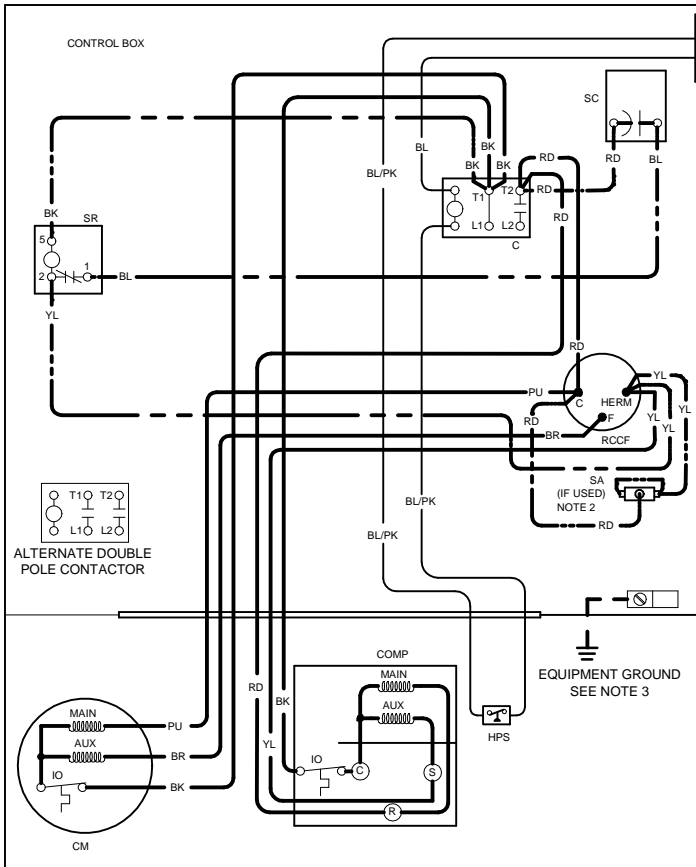 CONTROL BOX
SC
RD
BL
BL
BK
BK
BK
RD
RD
RD
BL/PK
T1
T2
L1
L2
C
BK
SR
5
2
1
BL
YL
RD
PU
C
HERM
F
RCCF
YL
YL
YL
YL
RD
BR
SA
(IF USED)
NOTE 2
RD
T1
T2
L1
L2
ALTERNATE DOUBLE
POLE CONTACTOR
BL/PK
BL/PK
EQUIPMENT GROUND
SEE NOTE 3
COMP
MAIN
AUX
IO
C
S
R
HPS
RD
BK
YL
MAIN
AUX
IO
PU
BR
BK
CM